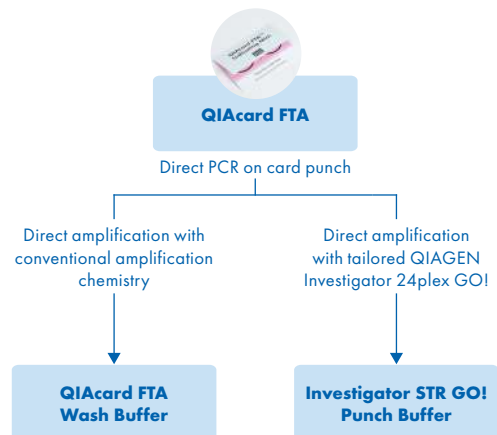 QIAcard FTA
Direct PCR on card punch
Direct amplification with
conventional amplification
chemistry
Direct amplification
with tailored QIAGEN
Investigator 24plex GO!
QIAcard FTA
Wash Buffer
Investigator STR GO!
Punch Buffer